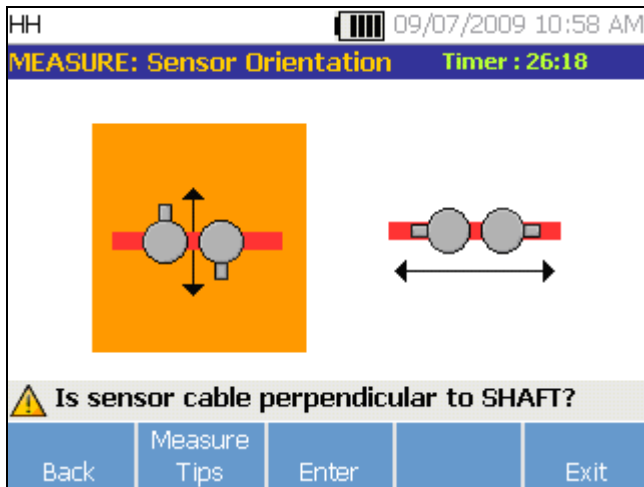 HH 09/07/2009 10:58 AM
MEASURE: Sensor Orientation Timer : 26:18
Is sensor cable perpendicular to SHAFT?
Back Measure Tips Enter Exit